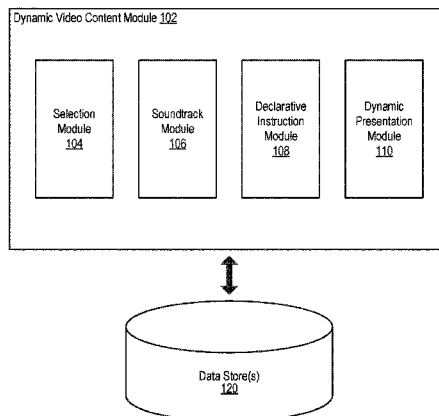 Dynamic Video Content Module 102
Selection
Module
104
Soundtrack
Module
106
Declarative
Instruction Module
108
Dynamic
Presentation
Module
110
Data Store(s)
120